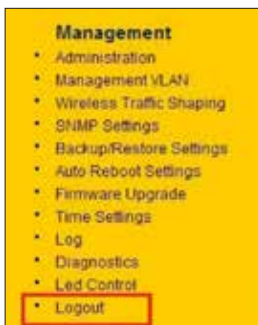 Management
Administration
Management VLAN
Wireless Traffic Shaping
SNMP Settings
Backup/Restore Settings
Auto Reboot Settings
Firmware Upgrade
Time Settings
Log
Diagnostics
Led Control
Logout